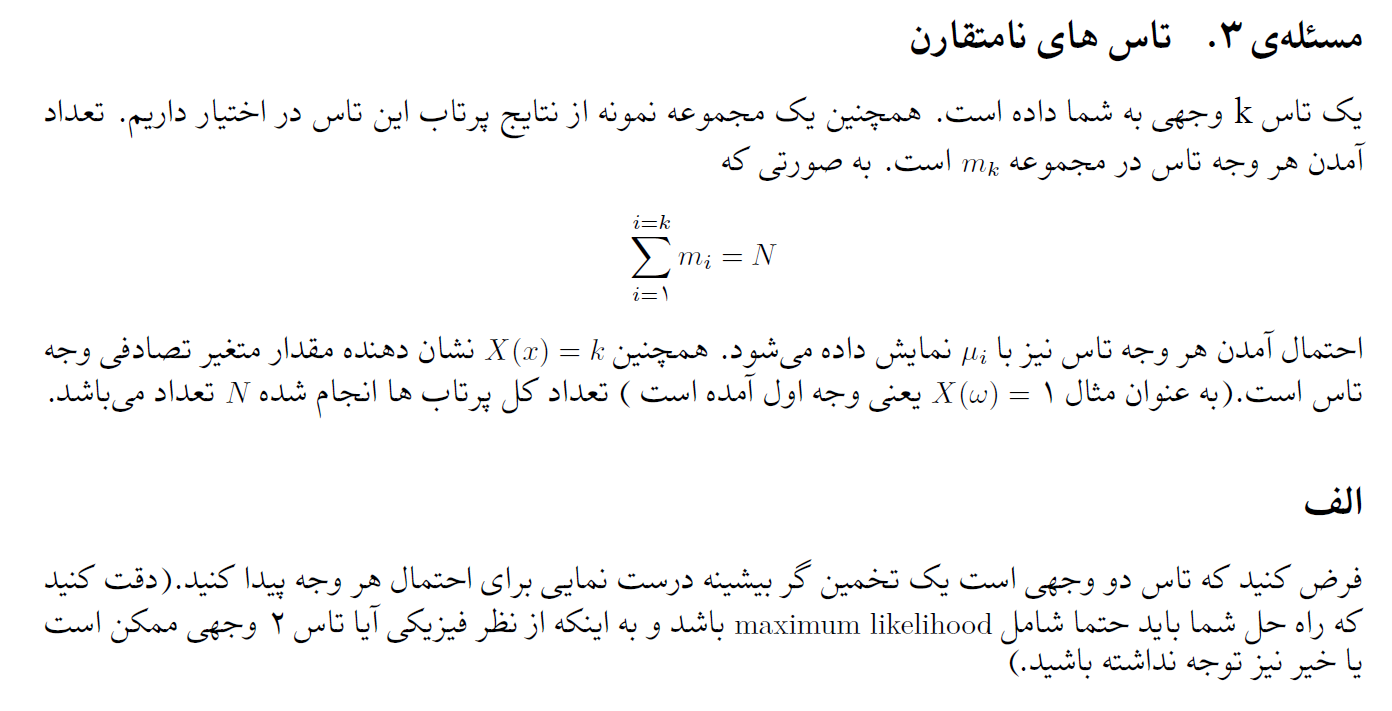 مسئله‌ی ۳. تاس های نامتقارن
یک تاس k وجهی به شما داده است. همچنین یک مجموعه نمونه از نتایج پرتاب این تاس در اختیار داریم. تعداد
آمدن هر وجه تاس در مجموعه m_k است. به صورتی که
\sum_{i=۱}^{i=k} m_i = N
احتمال آمدن هر وجه تاس نیز با μ_i نمایش داده می‌شود. همچنین X(x) = k نشان دهنده مقدار متغیر تصادفی وجه
تاس است.(به عنوان مثال X(ω) = ۱ یعنی وجه اول آمده است ) تعداد کل پرتاب ها انجام شده N تعداد می‌باشد.
الف
فرض کنید که تاس دو وجهی است یک تخمین گر بیشینه درست نمایی برای احتمال هر وجه پیدا کنید.(دقت کنید
که راه حل شما باید حتما شامل maximum likelihood باشد و به اینکه از نظر فیزیکی آیا تاس ۲ وجهی ممکن است
یا خیر نیز توجه نداشته باشید.)